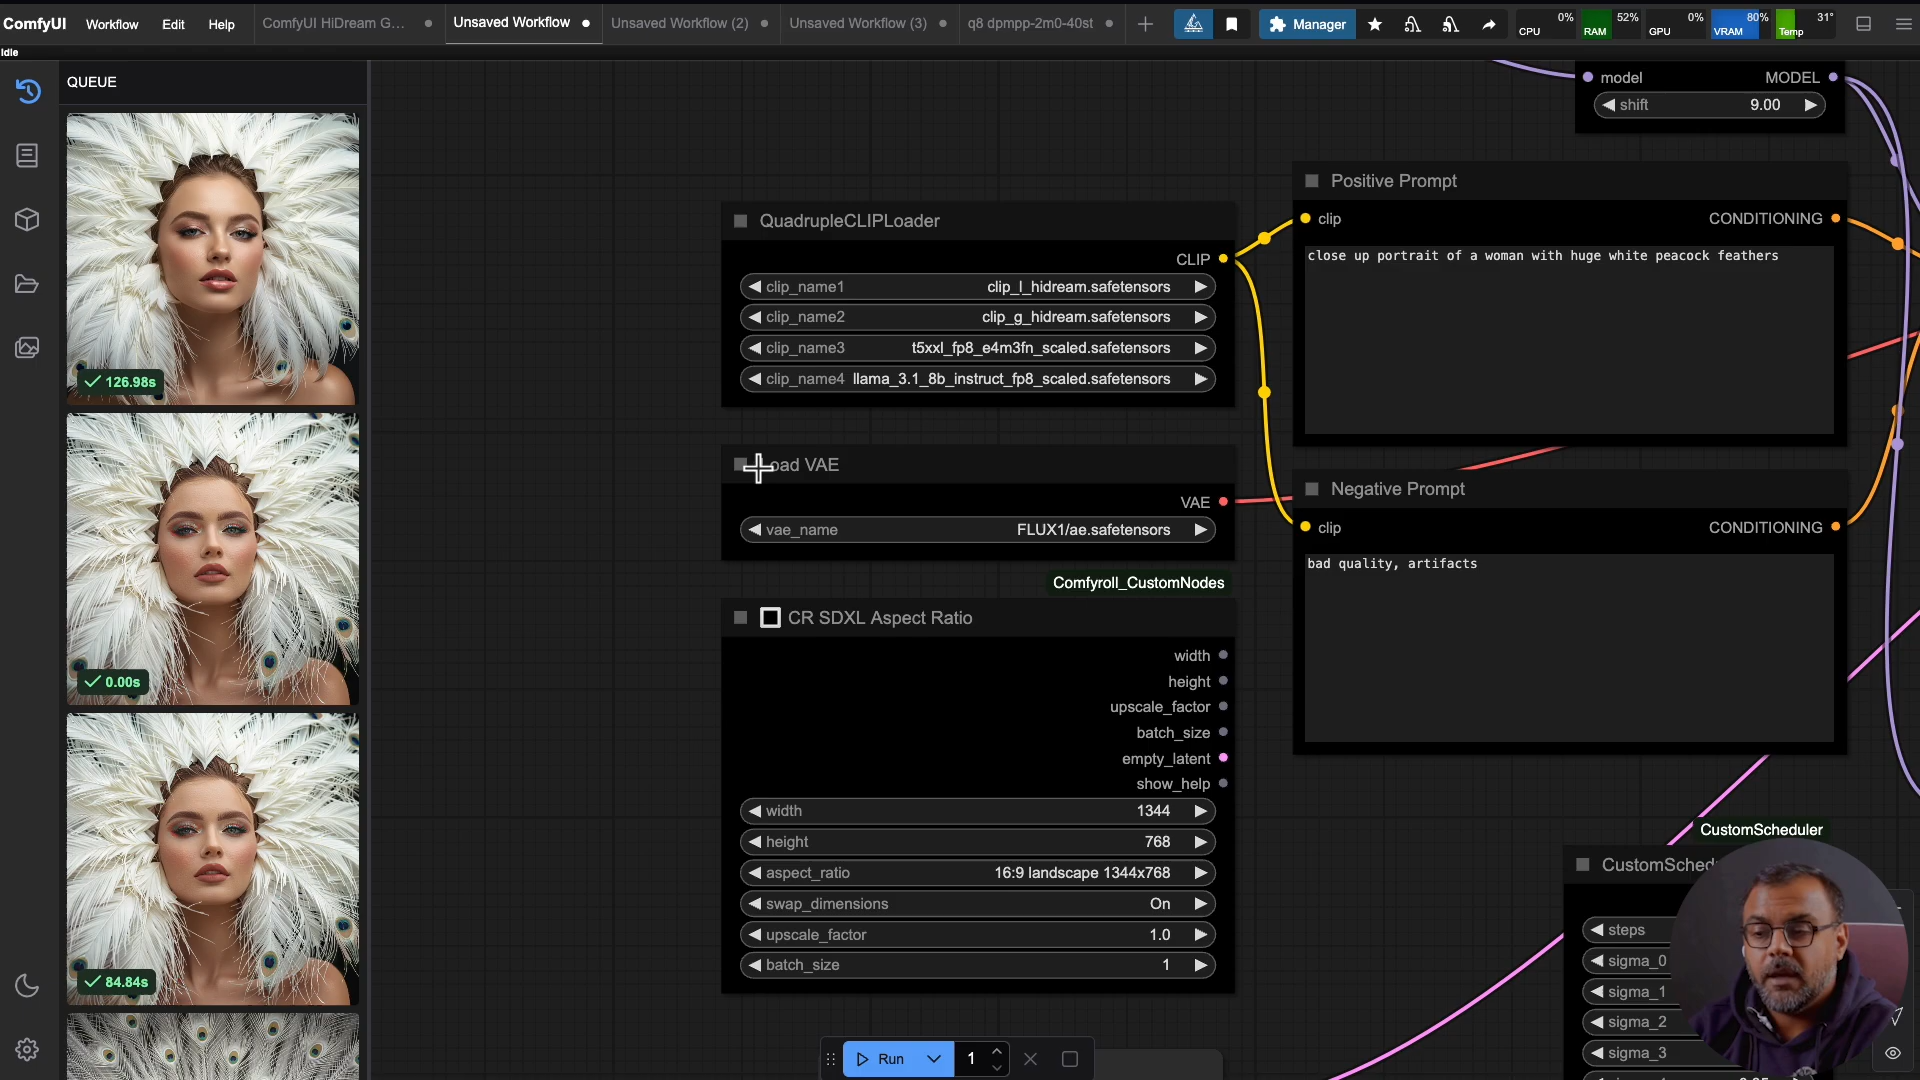 ComfyUI Workflow Edit Help ComfyUI HiDream G... Unsaved Workflow Unsaved Workflow (2) Unsaved Workflow (3) q8 dpmpp-2m0-40st Manager
CPU 0% RAM 52% GPU 0% VRAM 80% Temp 31°
Idle
QUEUE
126.98s
0.00s
84.84s
model MODEL
shift 9.00
QuadrupleCLIPLoader
CLIP
clip_name1 clip_l_hidream.safetensors
clip_name2 clip_g_hidream.safetensors
clip_name3 t5xxl_fp8_e4m3fn_scaled.safetensors
clip_name4 llama_3.1_8b_instruct_fp8_scaled.safetensors
Load VAE
VAE
vae_name FLUX1/ae.safetensors
Comfyroll_CustomNodes
CR SDXL Aspect Ratio
width
height
upscale_factor
batch_size
empty_latent
show_help
width 1344
height 768
aspect_ratio 16:9 landscape 1344x768
swap_dimensions On
upscale_factor 1.0
batch_size 1
Positive Prompt
clip CONDITIONING
close up portrait of a woman with huge white peacock feathers
Negative Prompt
clip CONDITIONING
bad quality, artifacts
CustomScheduler
CustomSched
steps
sigma_0
sigma_1
sigma_2
sigma_3
Run 1